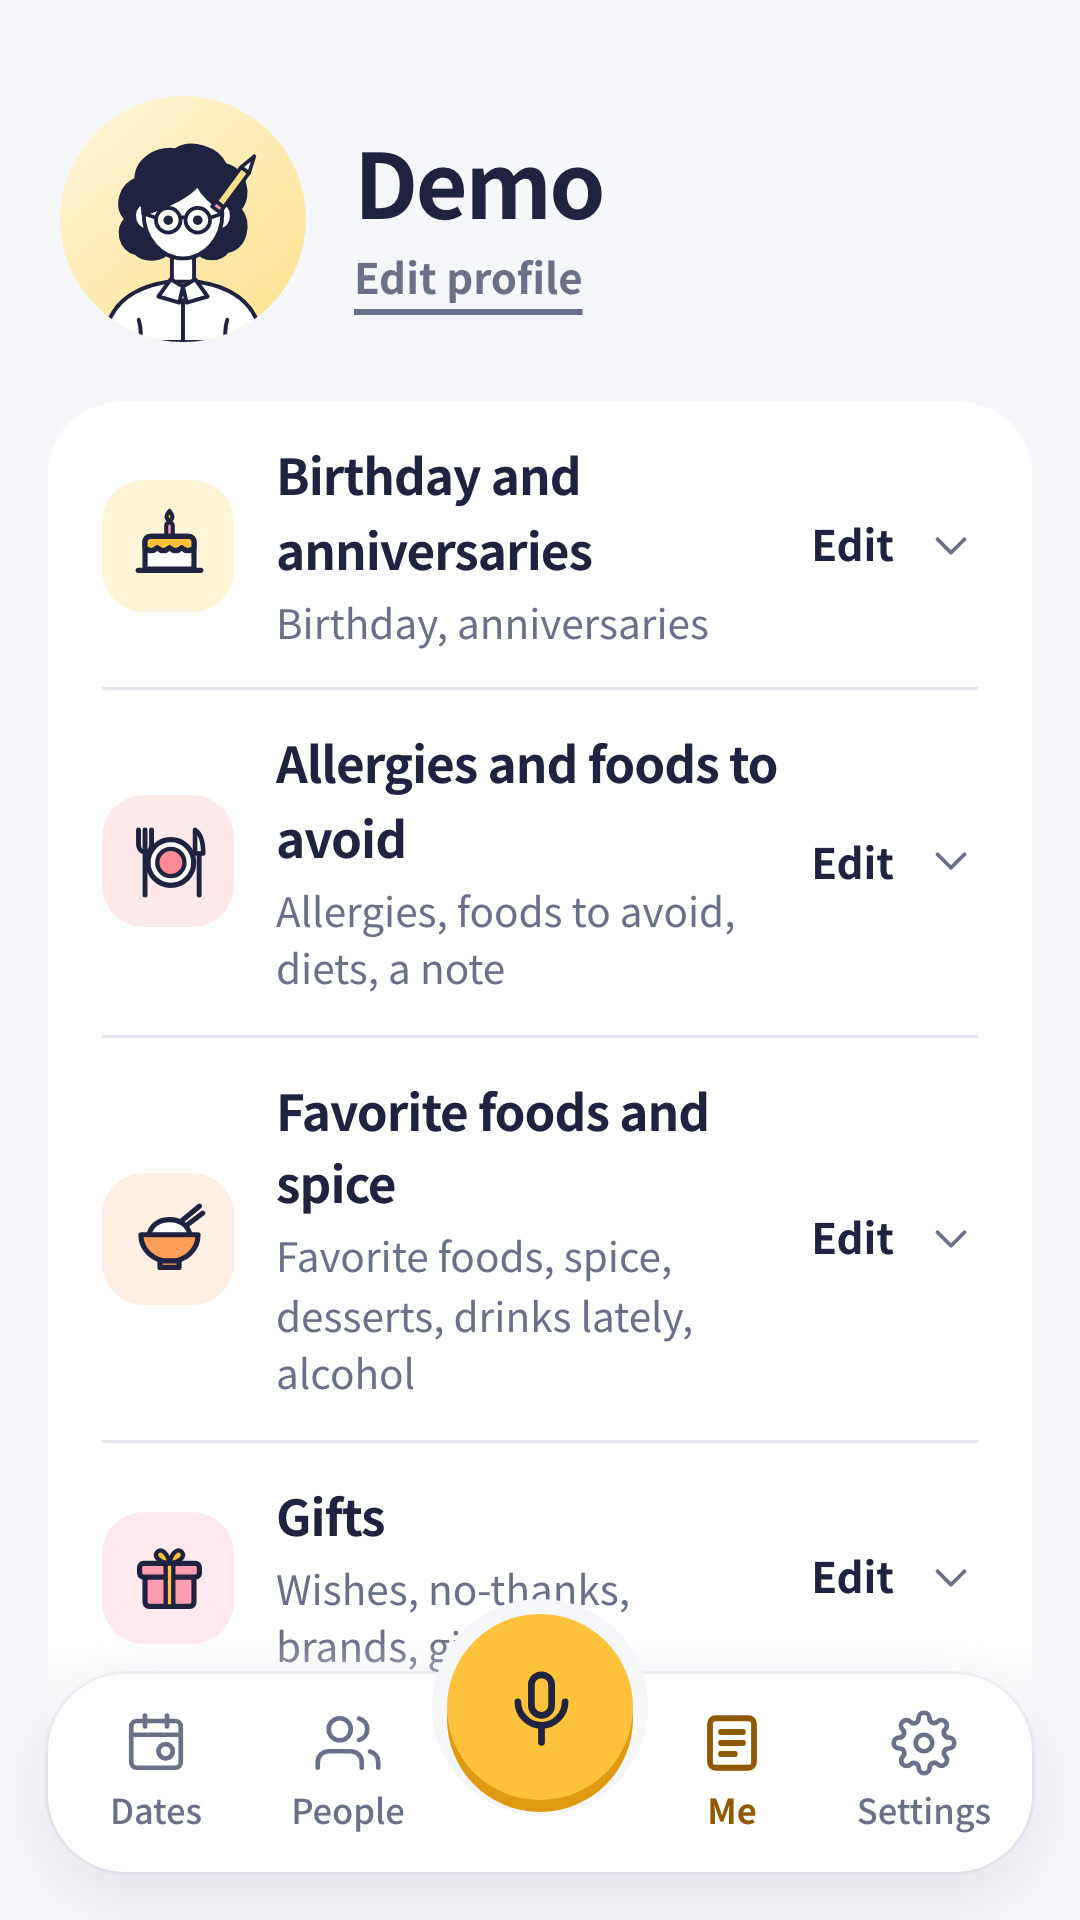 Demo
Edit profile
Birthday and
anniversaries
Edit
Birthday, anniversaries
Allergies and foods to
avoid
Edit
Allergies, foods to avoid,
diets, a note
Favorite foods and
spice
Edit
Favorite foods, spice,
desserts, drinks lately,
alcohol
Gifts
Edit
Wishes, no-thanks,
brands,
Dates
People
Me
Settings